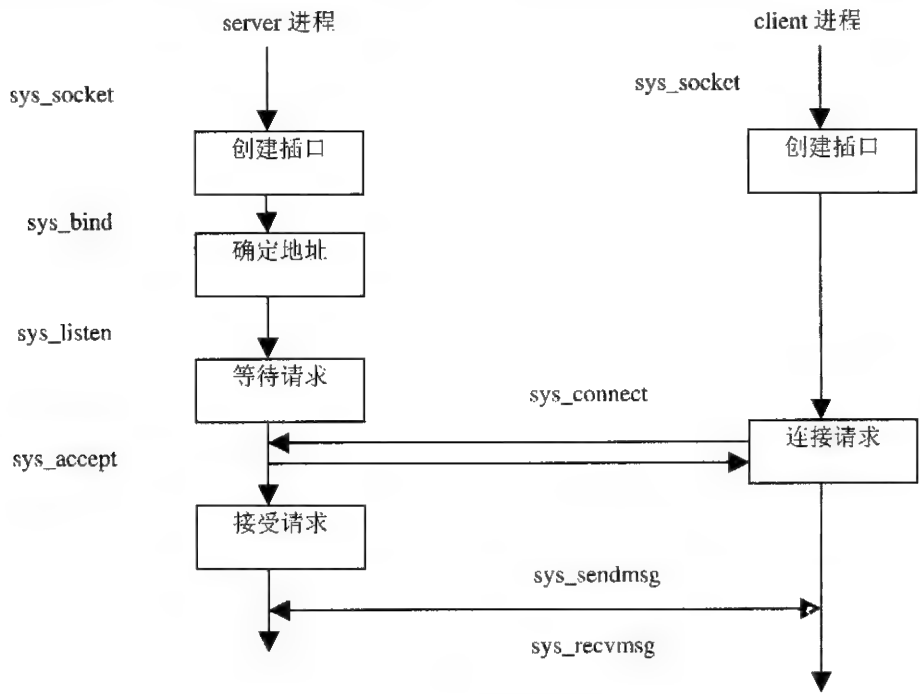 server 进程
client 进程
sys_socket
sys_socket
创建插口
创建插口
sys_bind
确定地址
sys_listen
等待请求
sys_connect
连接请求
sys_accept
接受请求
sys_sendmsg
sys_recvmsg